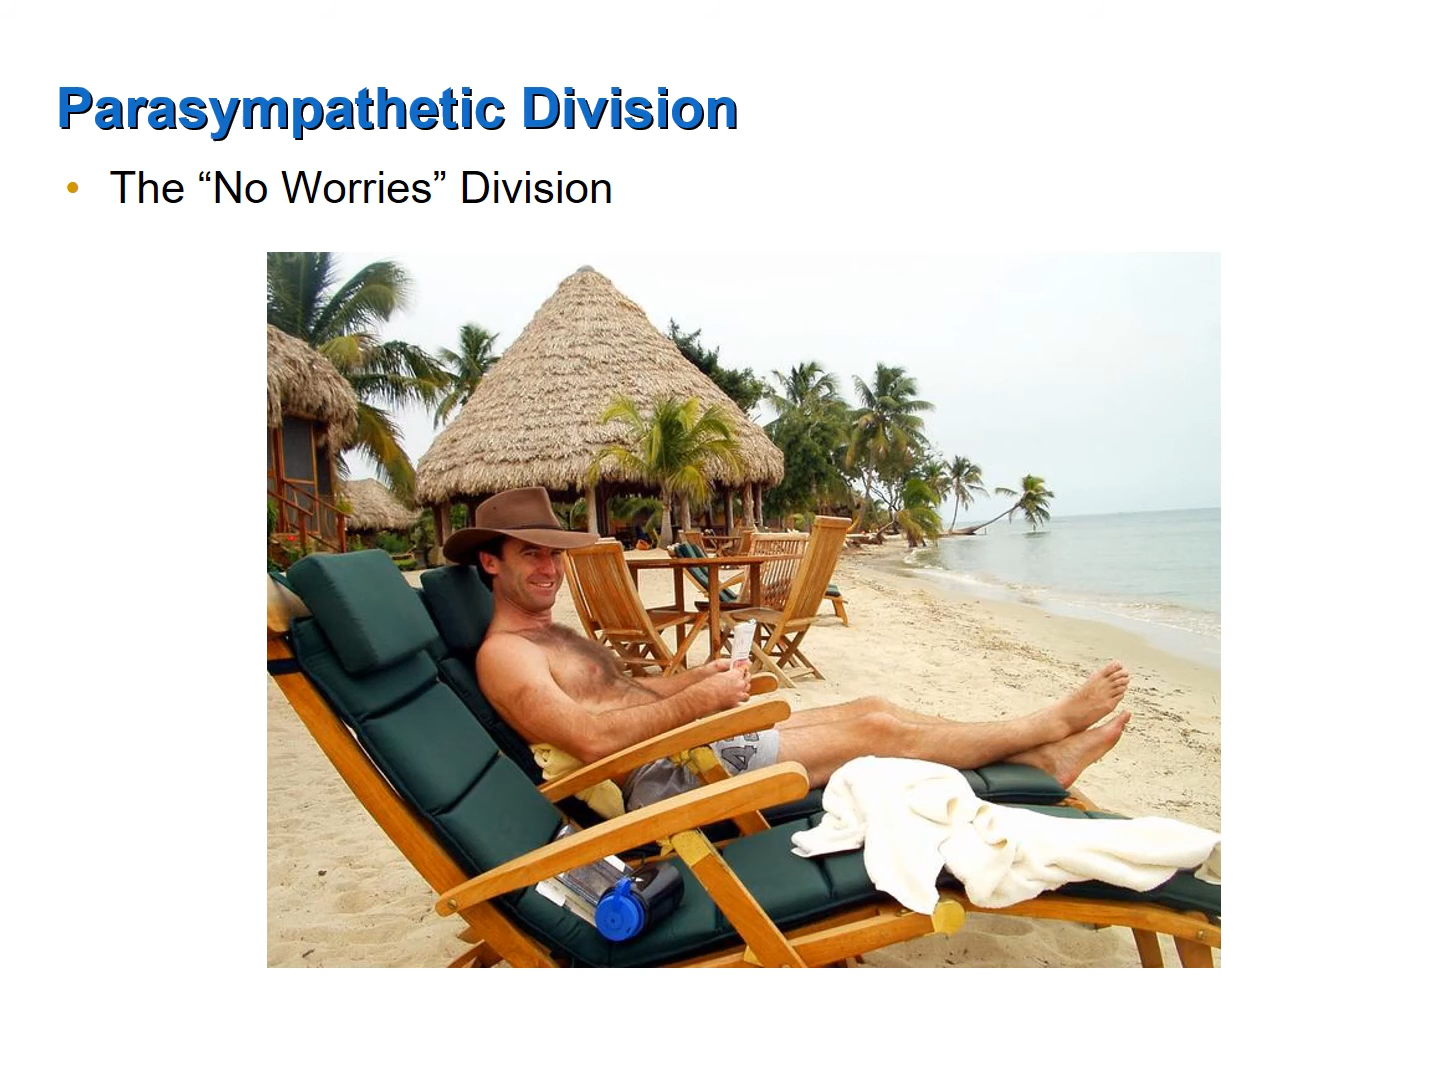 Parasympathetic Division
• The “No Worries” Division